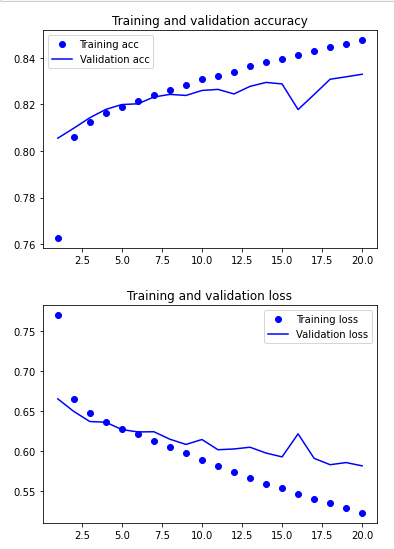 Training and validation accuracy
Training acc
Validation acc
0.84
0.82
0.80
0.78
0.76
2.5 5.0 7.5 10.0 12.5 15.0 17.5 20.0
Training and validation loss
Training loss
Validation loss
0.75
0.70
0.65
0.60
0.55
2.5 5.0 7.5 10.0 12.5 15.0 17.5 20.0